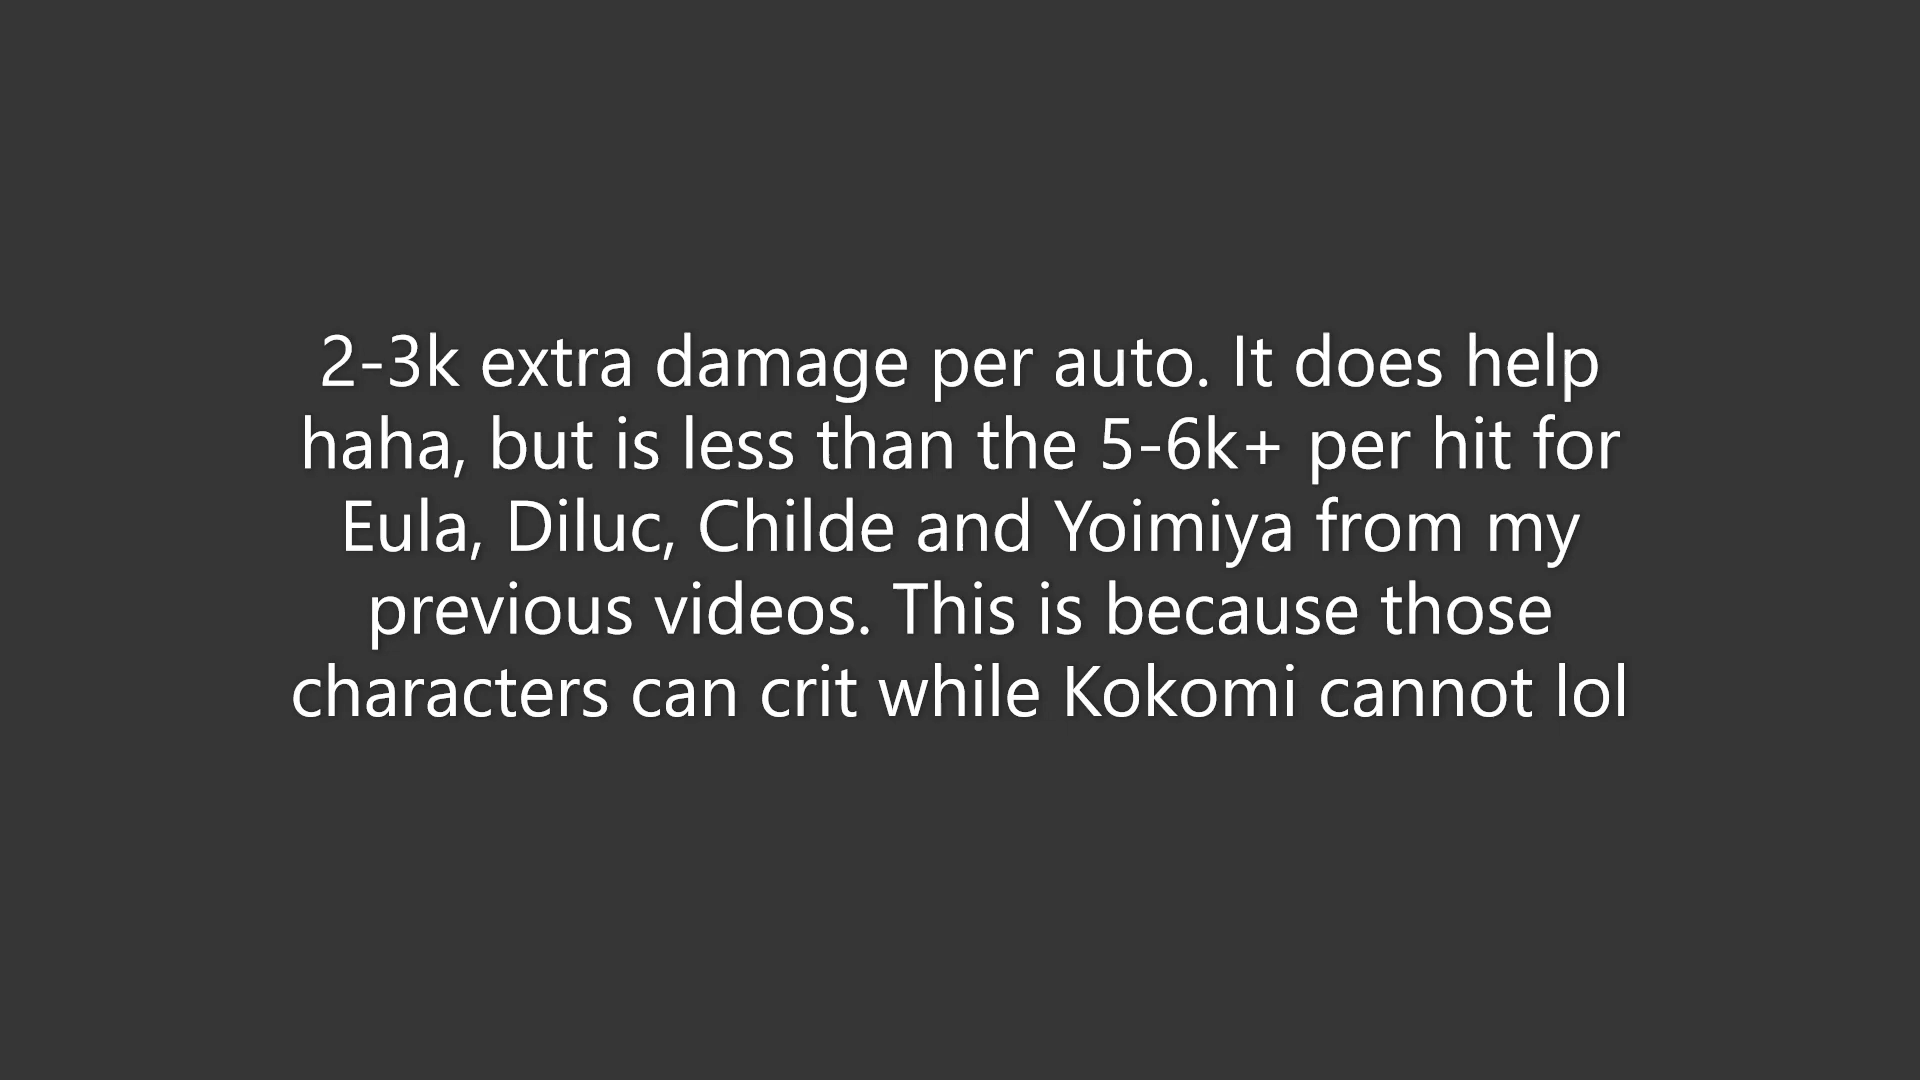 2-3k extra damage per auto. It does help
haha, but is less than the 5-6k+ per hit for
Eula, Diluc, Childe and Yoimiya from my
previous videos. This is because those
characters can crit while Kokomi cannot lol